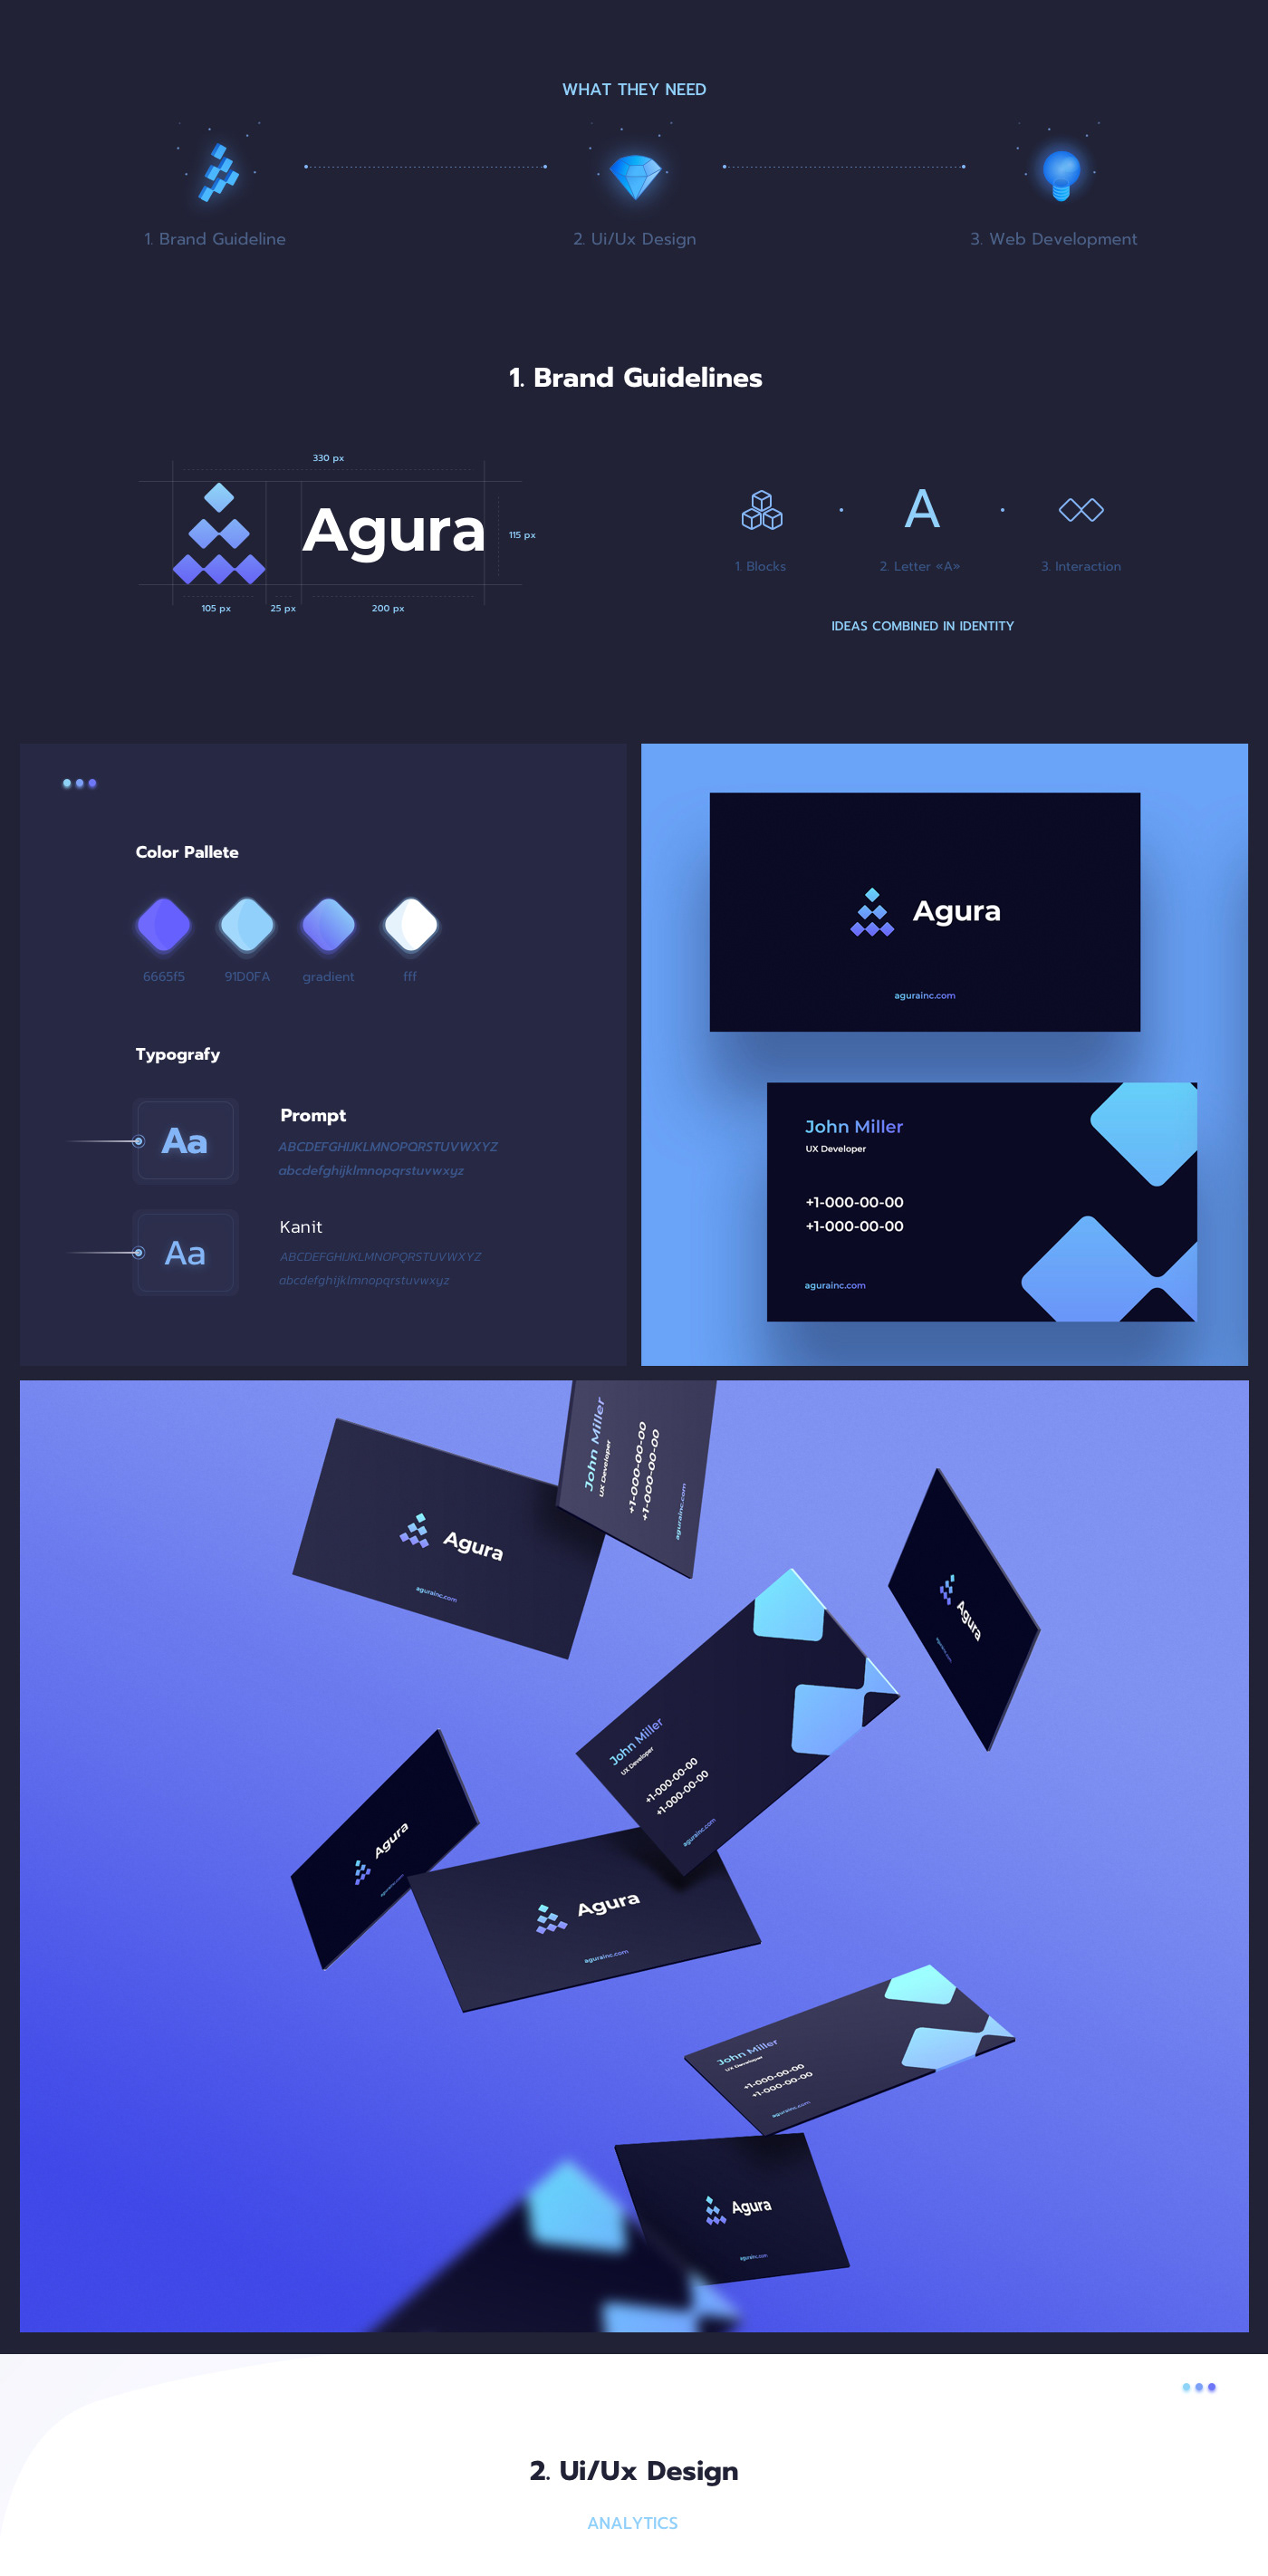 WHAT THEY NEED
1. Brand Guideline
2. Ui/Ux Design
3. Web Development
1. Brand Guidelines
330 px
Agura
115 px
105 px
25 px
200 px
A
1. Blocks
2. Letter «A»
3. Interaction
IDEAS COMBINED IN IDENTITY
Color Pallete
6665f5
91D0FA
gradient
fff
Typografy
Aa
Prompt
ABCDEFGHIJKLMNOPQRSTUVWXYZ
abcdefghijklmnopqrstuvwxyz
Aa
Kanit
ABCDEFGHIJKLMNOPQRSTUVWXYZ
abcdefghijklmnopqrstuvwxyz
Agura
agurainc.com
John Miller
UX Developer
+1-000-00-00
+1-000-00-00
agurainc.com
John Miller
UX Developer
+1-000-00-00
+1-000-00-00
agurainc.com
Agura
agurainc.com
Agura
agurainc.com
John Miller
UX Developer
+1-000-00-00
+1-000-00-00
agurainc.com
Agura
agurainc.com
Agura
agurainc.com
John Miller
UX Developer
+1-000-00-00
+1-000-00-00
agurainc.com
Agura
agurainc.com
2. Ui/Ux Design
ANALYTICS